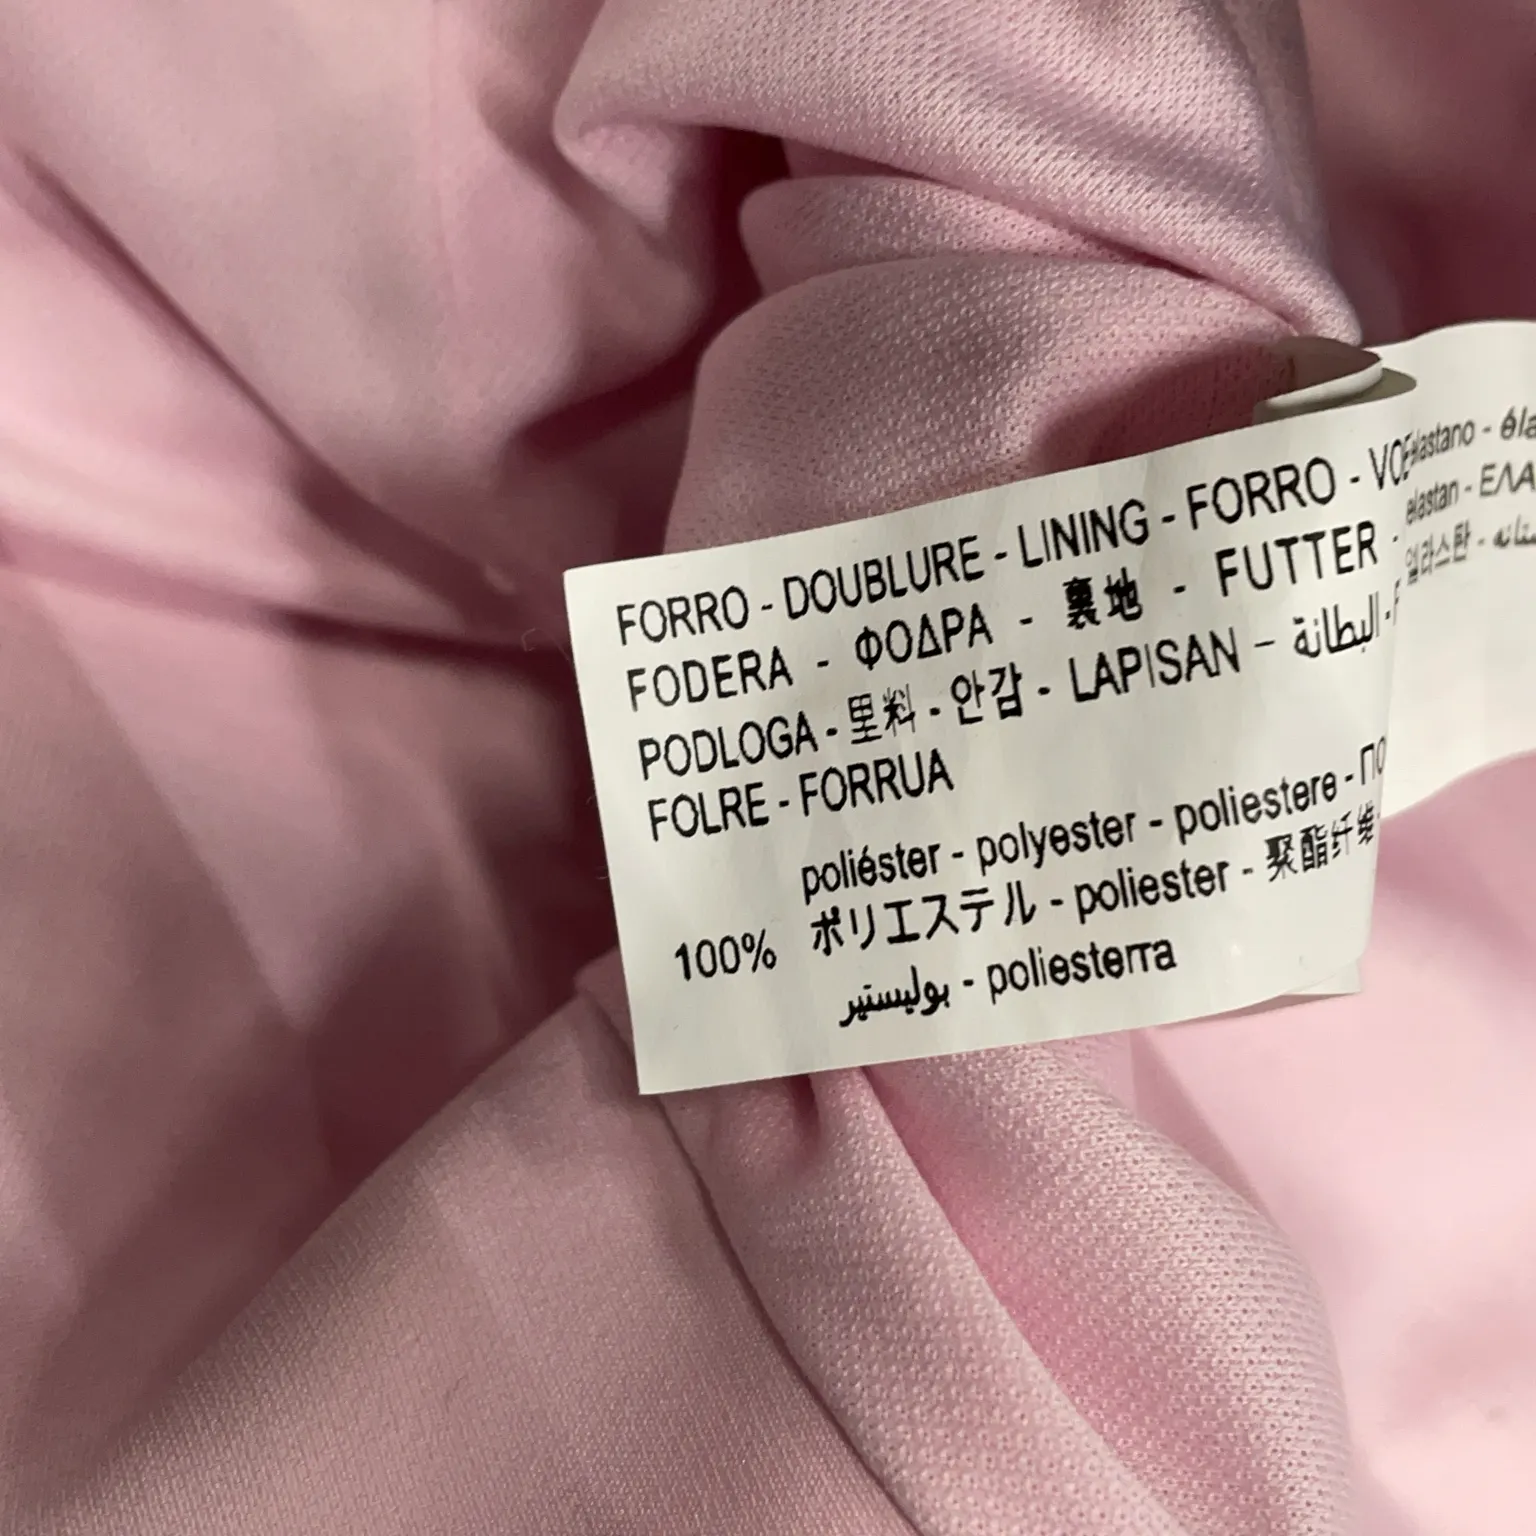 FORRO - DOUBLURE - LINING - FORRO -
FODERA - ΦΟΔΡΑ - 裏地 - FUTTER -
PODLOGA - 里料 - 안감 - LAPISAN - البطانة -
FOLRE - FORRUA
poliéster - polyester - poliestere -
100% ポリエステル - poliester - 聚酯纤维
بوليستير - poliesterra
elastano -
elastan -
엘라스탄 -